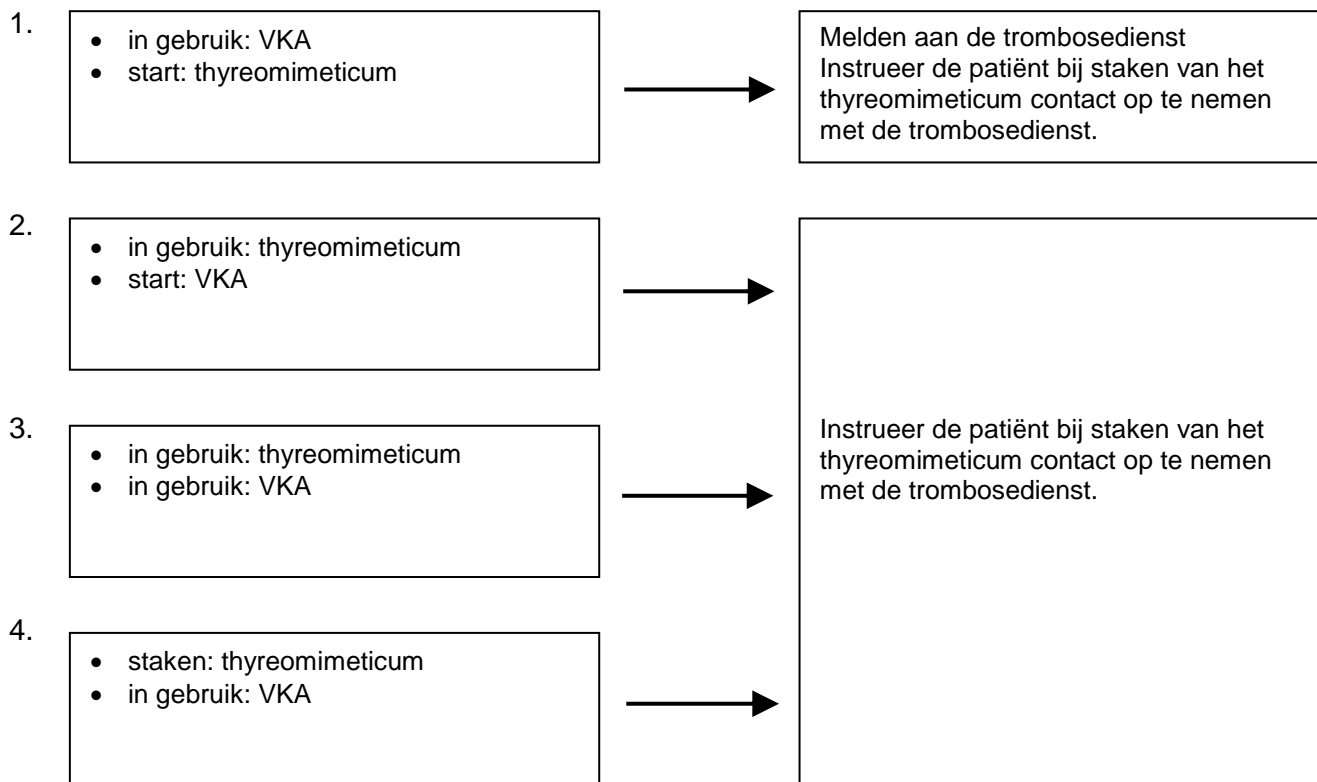 1.
• in gebruik: VKA
• start: thyreomimeticum
Melden aan de trombosedienst
Instrueer de patiënt bij staken van het
thyreomimeticum contact op te nemen
met de trombosedienst.
2.
• in gebruik: thyreomimeticum
• start: VKA
3.
• in gebruik: thyreomimeticum
• in gebruik: VKA
Instrueer de patiënt bij staken van het
thyreomimeticum contact op te nemen
met de trombosedienst.
4.
• staken: thyreomimeticum
• in gebruik: VKA